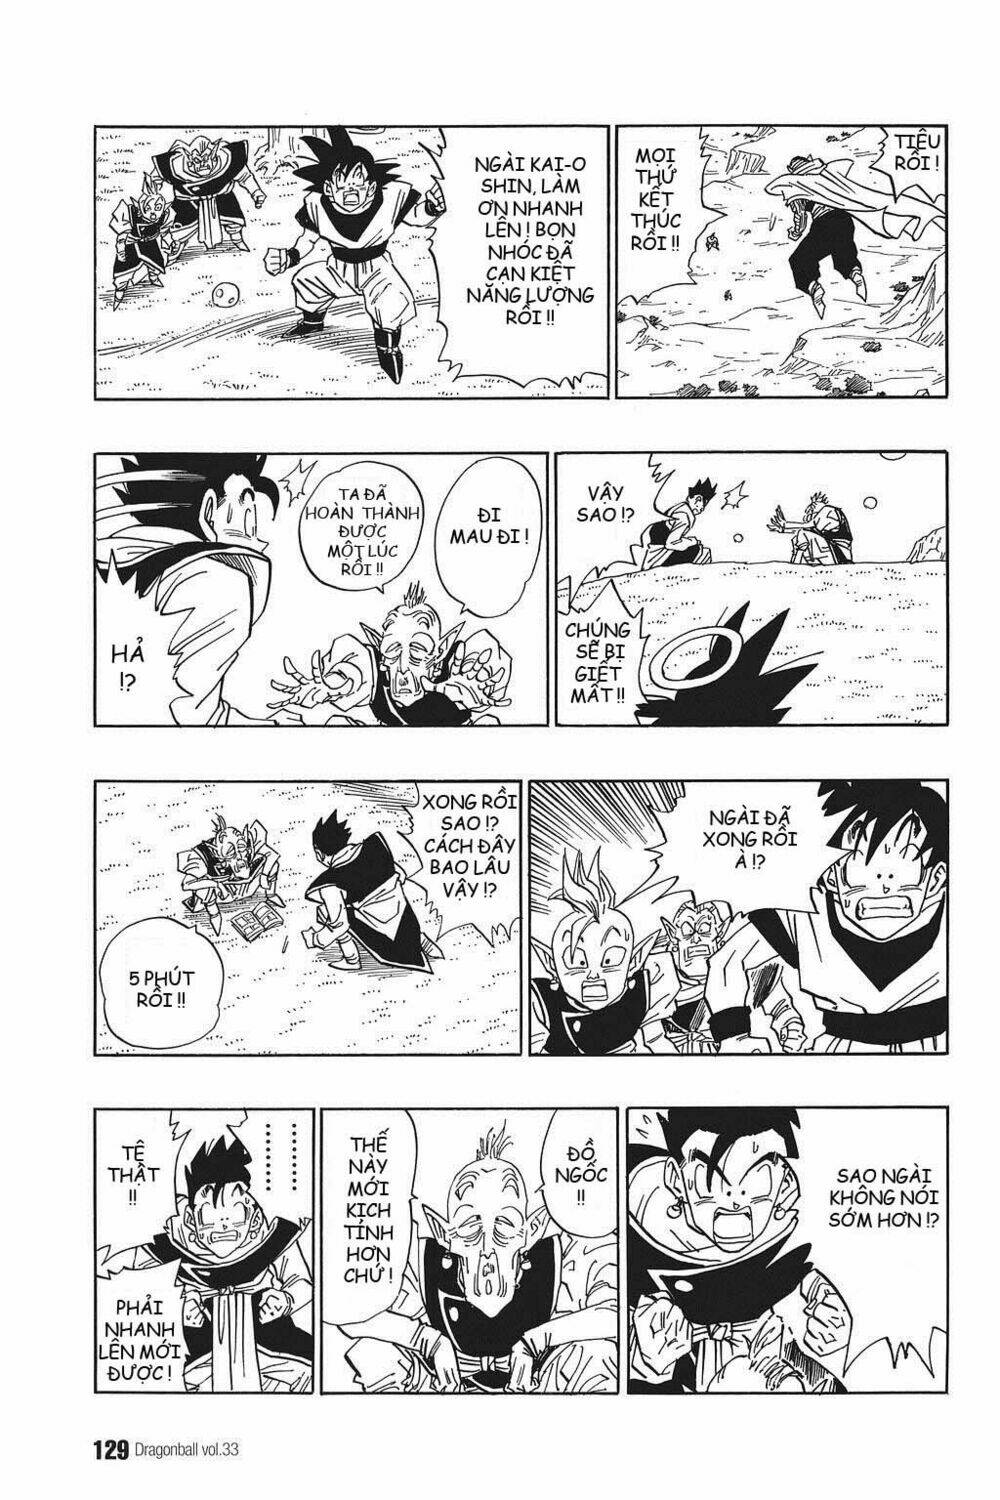 TIÊU
RỒI !
MỌI
THỨ
KẾT
THÚC
RỒI !!
NGÀI KAI-O
SHIN, LÀM
ƠN NHANH
LÊN ! BỌN
NHÓC ĐÃ
CẠN KIỆT
NĂNG LƯỢNG
RỒI !!
VẬY
SAO !?
CHÚNG
SẼ BỊ
GIẾT
MẤT !!
ĐI
MAU ĐI !
TA ĐÃ
HOÀN THÀNH
ĐƯỢC
MỘT LÚC
RỒI !!
HẢ
!?
NGÀI ĐÃ
XONG RỒI
À !?
XONG RỒI
SAO !?
CÁCH ĐÂY
BAO LÂU
VẬY !?
5 PHÚT
RỒI !!
SAO NGÀI
KHÔNG NÓI
SỚM HƠN !?
ĐỒ
NGỐC
!!
THẾ
NÀY
MỚI
KỊCH
TÍNH
HƠN
CHỨ !
TỆ
THẬT
!!
PHẢI
NHANH
LÊN MỚI
ĐƯỢC !
129 Dragonball vol.33